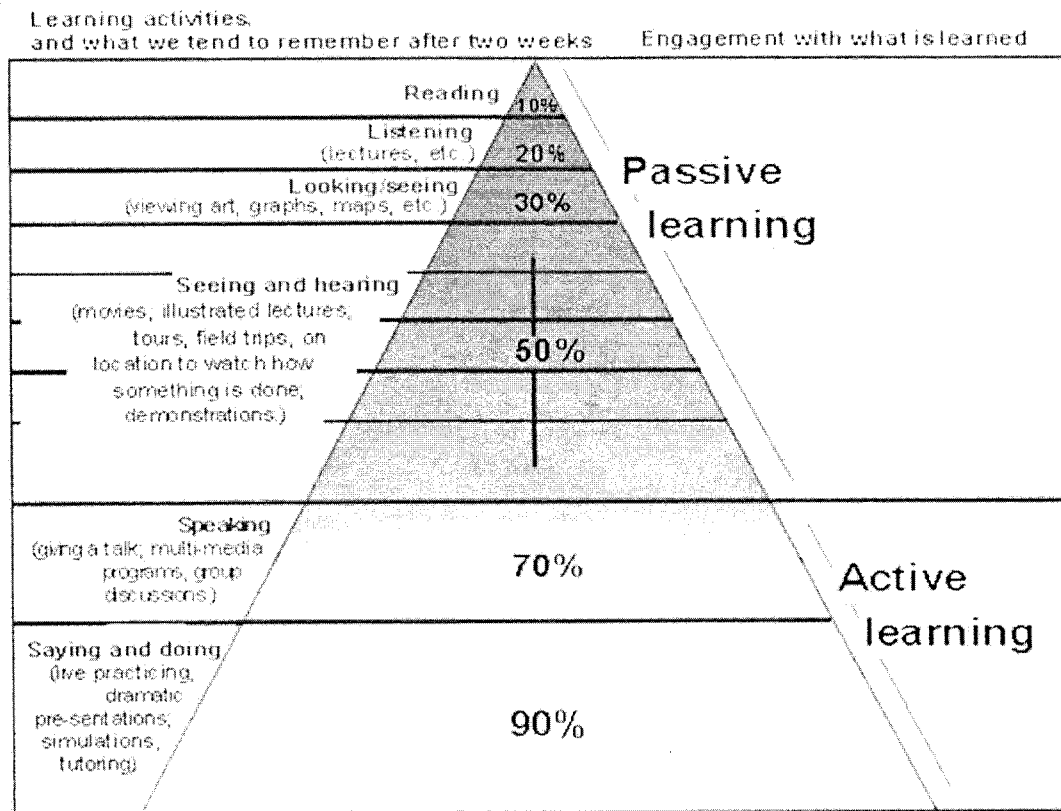 Learning activities,
and what we tend to remember after two weeks
Engagement with what is learned
Reading
10%
Listening
(lectures, etc.)
20%
Looking/seeing
(viewing art, graphs, maps, etc.)
30%
Passive
learning
Seeing and hearing
(movies; illustrated lectures;
tours, field trips, on
location to watch how
something is done;
demonstrations.)
50%
Speaking
(giving a talk; multi-media
programs, group
discussions)
70%
Active
learning
Saying and doing
(live practicing,
dramatic
pre-sentations;
simulations,
tutoring)
90%